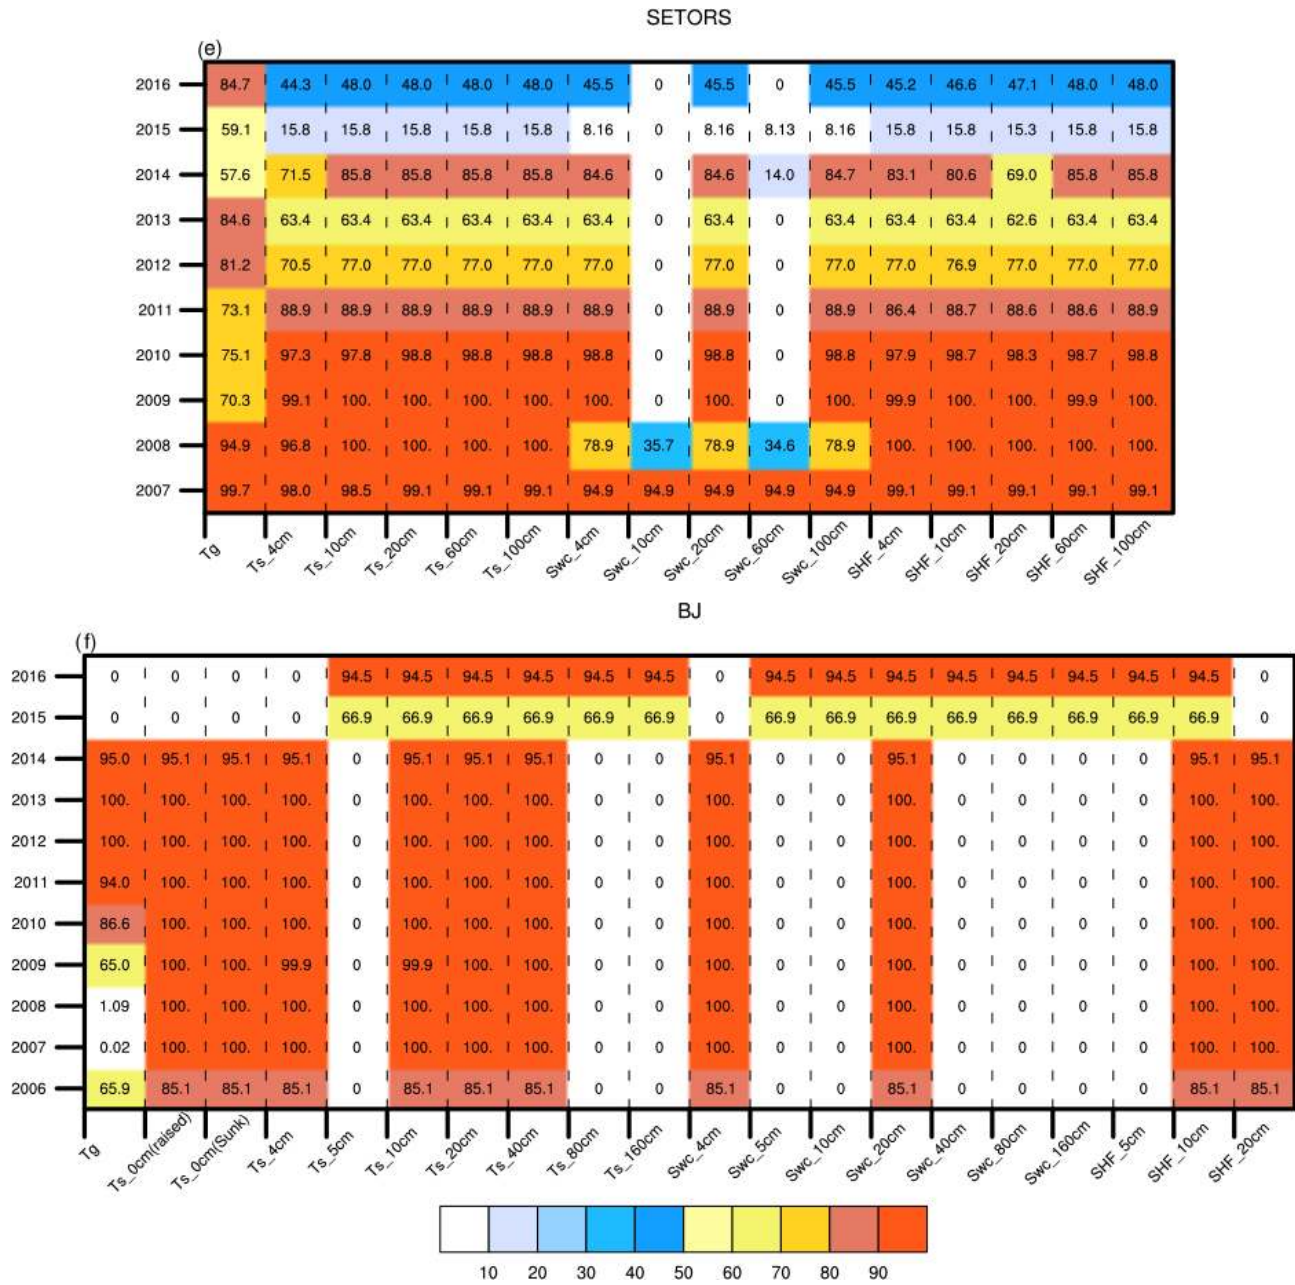 SETORS
(e)
2016 84.7 44.3 48.0 48.0 48.0 48.0 45.5 0 45.5 0 45.5 45.2 46.6 47.1 48.0 48.0
2015 59.1 15.8 15.8 15.8 15.8 15.8 8.16 0 8.16 8.13 8.16 15.8 15.8 15.3 15.8 15.8
2014 57.6 71.5 85.8 85.8 85.8 85.8 84.6 0 84.6 14.0 84.7 83.1 80.6 69.0 85.8 85.8
2013 84.6 63.4 63.4 63.4 63.4 63.4 63.4 0 63.4 0 63.4 63.4 63.4 62.6 63.4 63.4
2012 81.2 70.5 77.0 77.0 77.0 77.0 77.0 0 77.0 0 77.0 77.0 76.9 77.0 77.0 77.0
2011 73.1 88.9 88.9 88.9 88.9 88.9 88.9 0 88.9 0 88.9 86.4 88.7 88.6 88.6 88.9
2010 75.1 97.3 97.8 98.8 98.8 98.8 98.8 0 98.8 0 98.8 97.9 98.7 98.3 98.7 98.8
2009 70.3 99.1 100. 100. 100. 100. 100. 0 100. 0 100. 99.9 100. 100. 99.9 100.
2008 94.9 96.8 100. 100. 100. 100. 78.9 35.7 78.9 34.6 78.9 100. 100. 100. 100. 100.
2007 99.7 98.0 98.5 99.1 99.1 99.1 94.9 94.9 94.9 94.9 94.9 99.1 99.1 99.1 99.1 99.1
Tg Ts_4cm Ts_10cm Ts_20cm Ts_60cm Ts_100cm Swc_4cm Swc_10cm Swc_20cm Swc_60cm Swc_100cm SHF_4cm SHF_10cm SHF_20cm SHF_60cm SHF_100cm
BJ
(f)
2016 0 0 0 0 94.5 94.5 94.5 94.5 94.5 94.5 0 94.5 94.5 94.5 94.5 94.5 94.5 94.5 94.5 0
2015 0 0 0 0 66.9 66.9 66.9 66.9 66.9 66.9 0 66.9 66.9 66.9 66.9 66.9 66.9 66.9 66.9 0
2014 95.0 95.1 95.1 95.1 0 95.1 95.1 95.1 0 0 95.1 0 0 95.1 0 0 0 0 95.1 95.1
2013 100. 100. 100. 100. 0 100. 100. 100. 0 0 100. 0 0 100. 0 0 0 0 100. 100.
2012 100. 100. 100. 100. 0 100. 100. 100. 0 0 100. 0 0 100. 0 0 0 0 100. 100.
2011 94.0 100. 100. 100. 0 100. 100. 100. 0 0 100. 0 0 100. 0 0 0 0 100. 100.
2010 86.6 100. 100. 100. 0 100. 100. 100. 0 0 100. 0 0 100. 0 0 0 0 100. 100.
2009 65.0 100. 100. 99.9 0 99.9 100. 100. 0 0 100. 0 0 100. 0 0 0 0 100. 100.
2008 1.09 100. 100. 100. 0 100. 100. 100. 0 0 100. 0 0 100. 0 0 0 0 100. 100.
2007 0.02 100. 100. 100. 0 100. 100. 100. 0 0 100. 0 0 100. 0 0 0 0 100. 100.
2006 65.9 85.1 85.1 85.1 0 85.1 85.1 85.1 0 0 85.1 0 0 85.1 0 0 0 0 85.1 85.1
Tg Ts_0cm(raised) Ts_0cm(Sunk) Ts_4cm Ts_5cm Ts_10cm Ts_20cm Ts_40cm Ts_80cm Ts_160cm Swc_4cm Swc_5cm Swc_10cm Swc_20cm Swc_40cm Swc_80cm Swc_160cm SHF_5cm SHF_10cm SHF_20cm
10 20 30 40 50 60 70 80 90